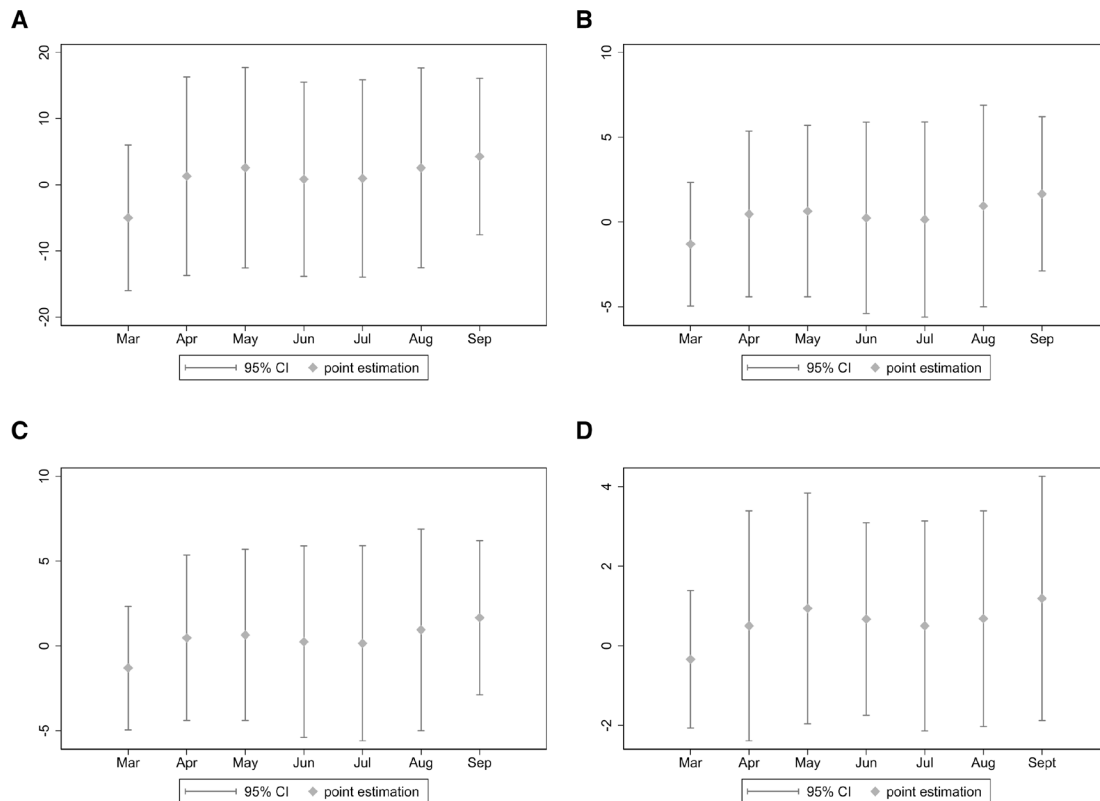 A
20
10
0
-10
-20
Mar Apr May Jun Jul Aug Sep
95% CI point estimation
B
10
5
0
-5
Mar Apr May Jun Jul Aug Sep
95% CI point estimation
C
10
5
0
-5
Mar Apr May Jun Jul Aug Sep
95% CI point estimation
D
4
2
0
-2
Mar Apr May Jun Jul Aug Sept
95% CI point estimation